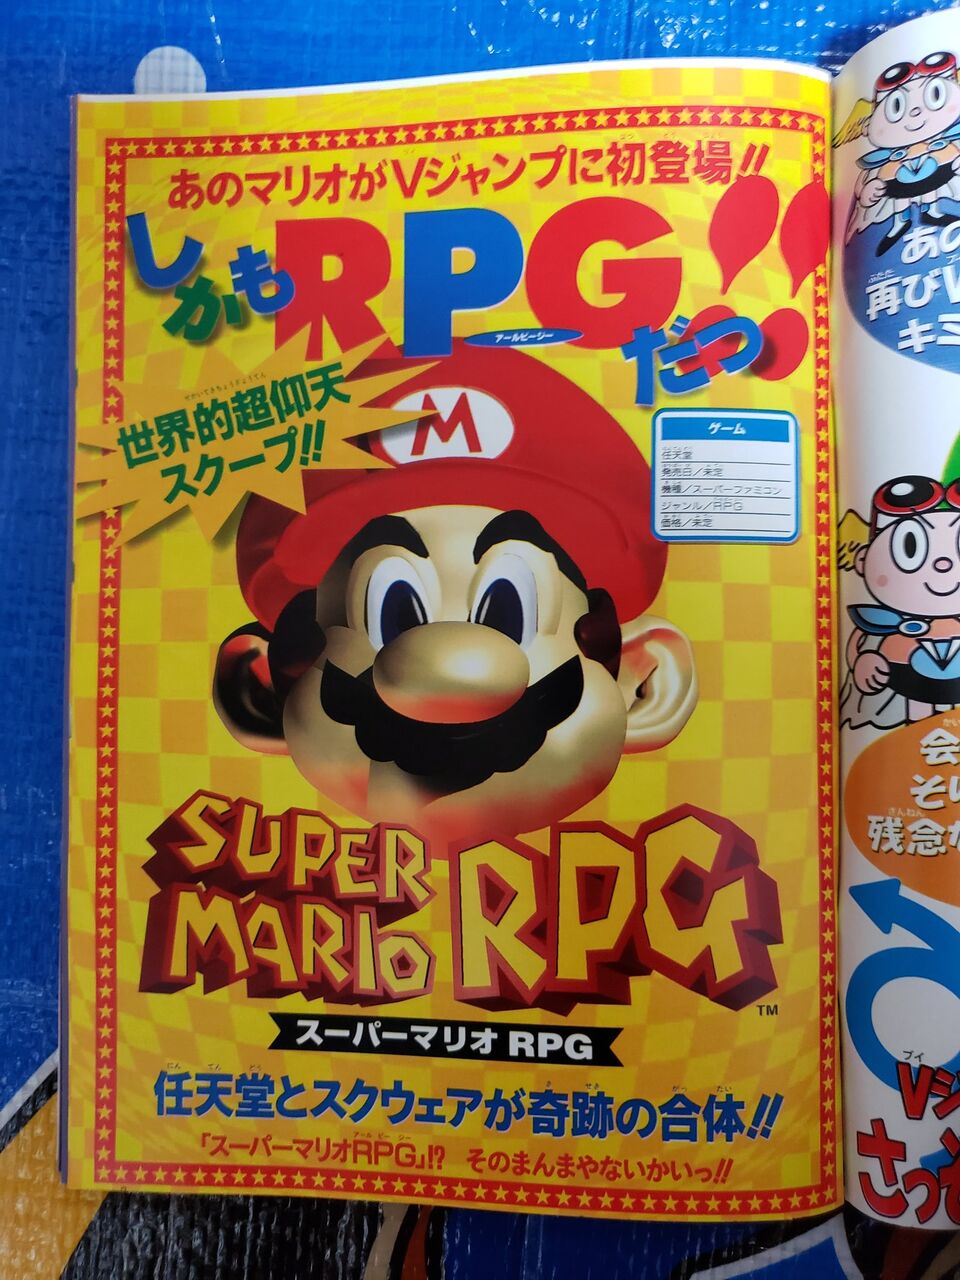 あのマリオがVジャンプに初登場!!
しかもRPGだっ!!
アールピージー
世界的超仰天
スクープ!!
M
ゲーム
任天堂
発売日/未定
機種/スーパーファミコン
ジャンル/RPG
価格/未定
SUPER
MARIO RPG
TM
スーパーマリオ RPG
任天堂とスクウェアが奇跡の合体!!
「スーパーマリオRPG」!? そのまんまやないかいっ!!
あの
再びV
キミ
会
そい
残念な
Vジ
さっそ